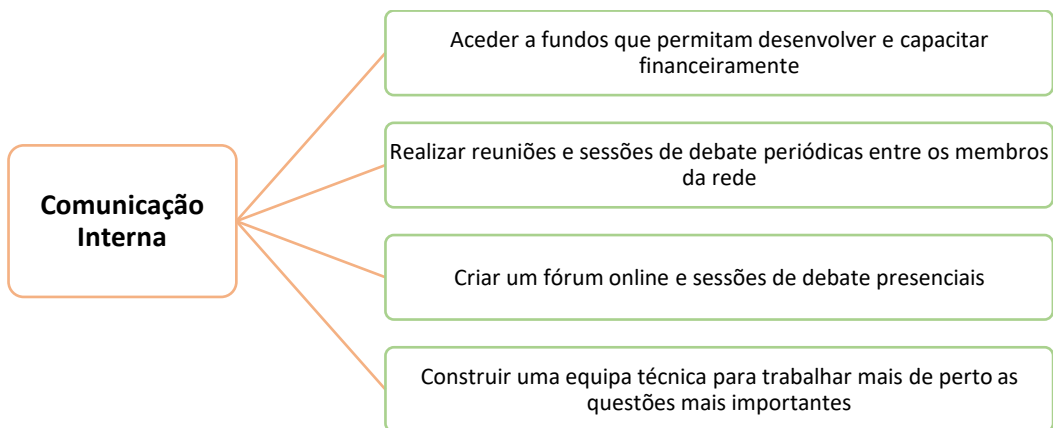 Comunicação
Interna
Aceder a fundos que permitam desenvolver e capacitar
financeiramente
Realizar reuniões e sessões de debate periódicas entre os membros
da rede
Criar um fórum online e sessões de debate presenciais
Construir uma equipa técnica para trabalhar mais de perto as
questões mais importantes